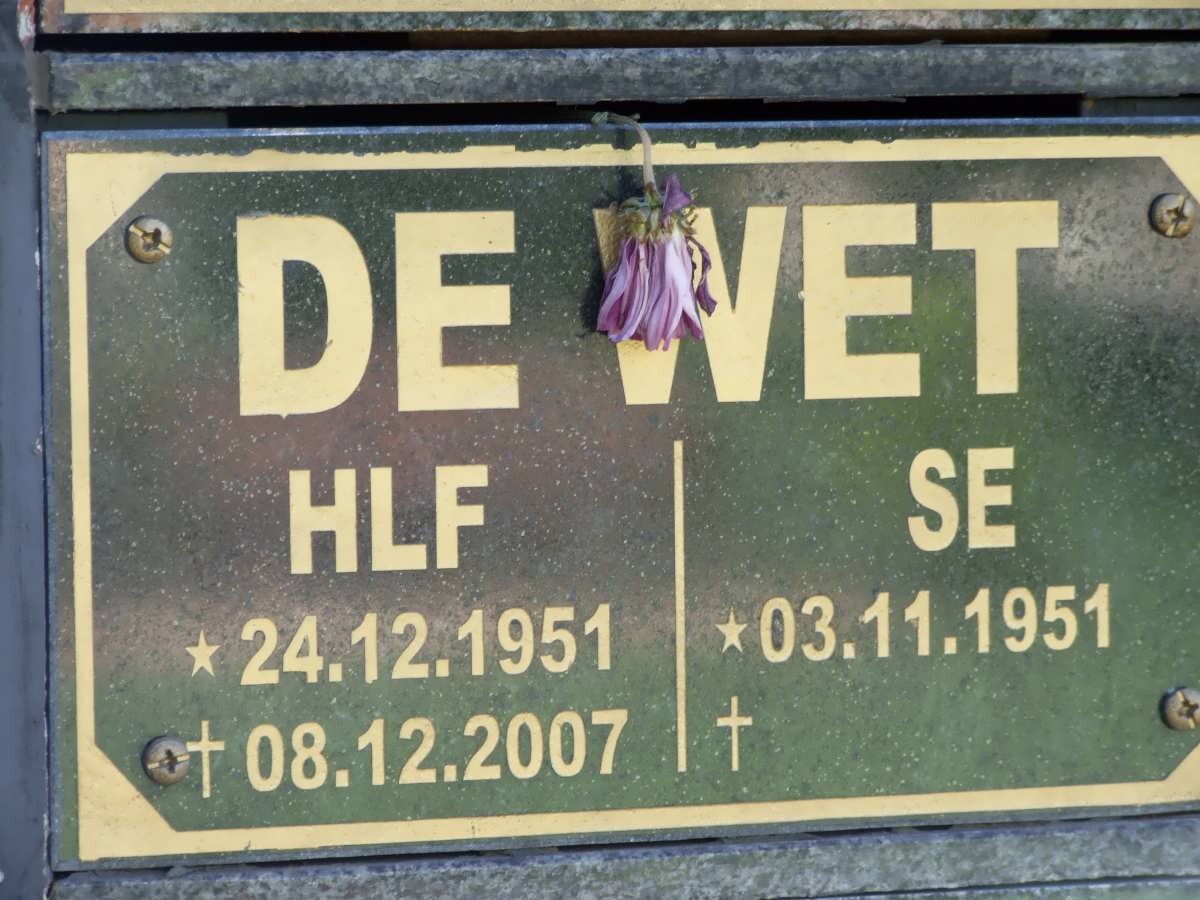 DE WET
HLF
★ 24.12.1951
✝ 08.12.2007
SE
★ 03.11.1951
✝